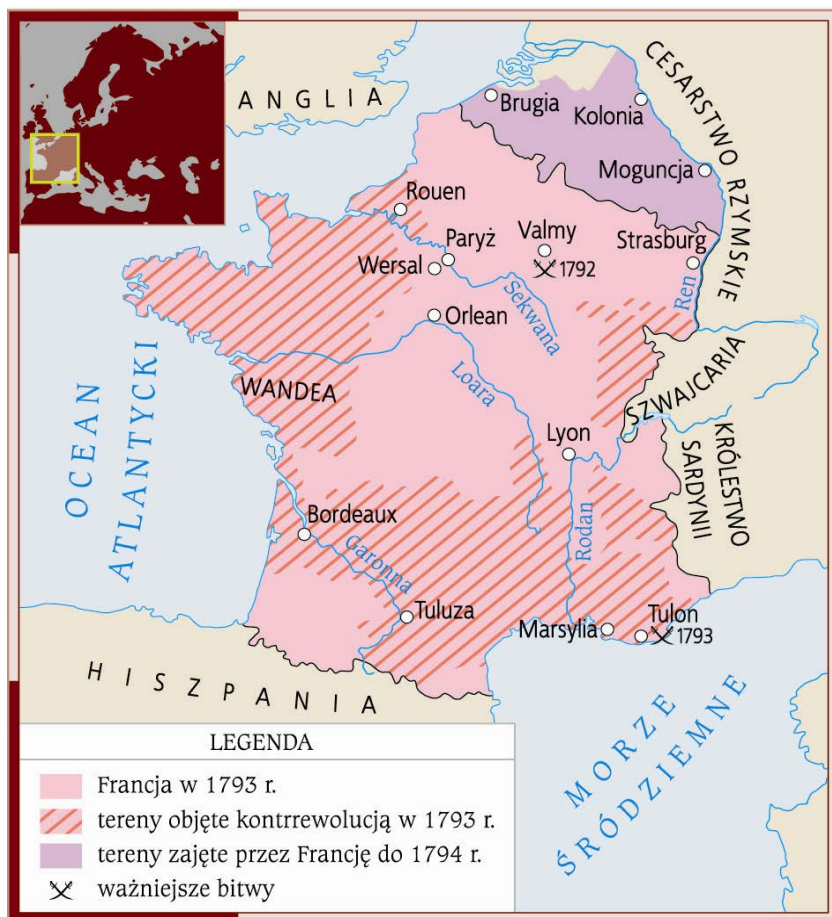 ANGLIA
CESARSTWO RZYMSKIE
Brugia
Kolonia
Moguncja
Rouen
Paryż
Valmy
1792
Strasburg
Wersal
Sekwana
Ren
Orlean
OCEAN
ATLANTYCKI
WANDEA
Loara
SZWAJCARIA
Lyon
KRÓLESTWO
SARDYNII
Bordeaux
Garonna
Rodan
Tuluza
Marsylia
Tulon
1793
HISZPANIA
MORZE
ŚRÓDZIEMNE
LEGENDA
Francja w 1793 r.
tereny objęte kontrrewolucją w 1793 r.
tereny zajęte przez Francję do 1794 r.
ważniejsze bitwy